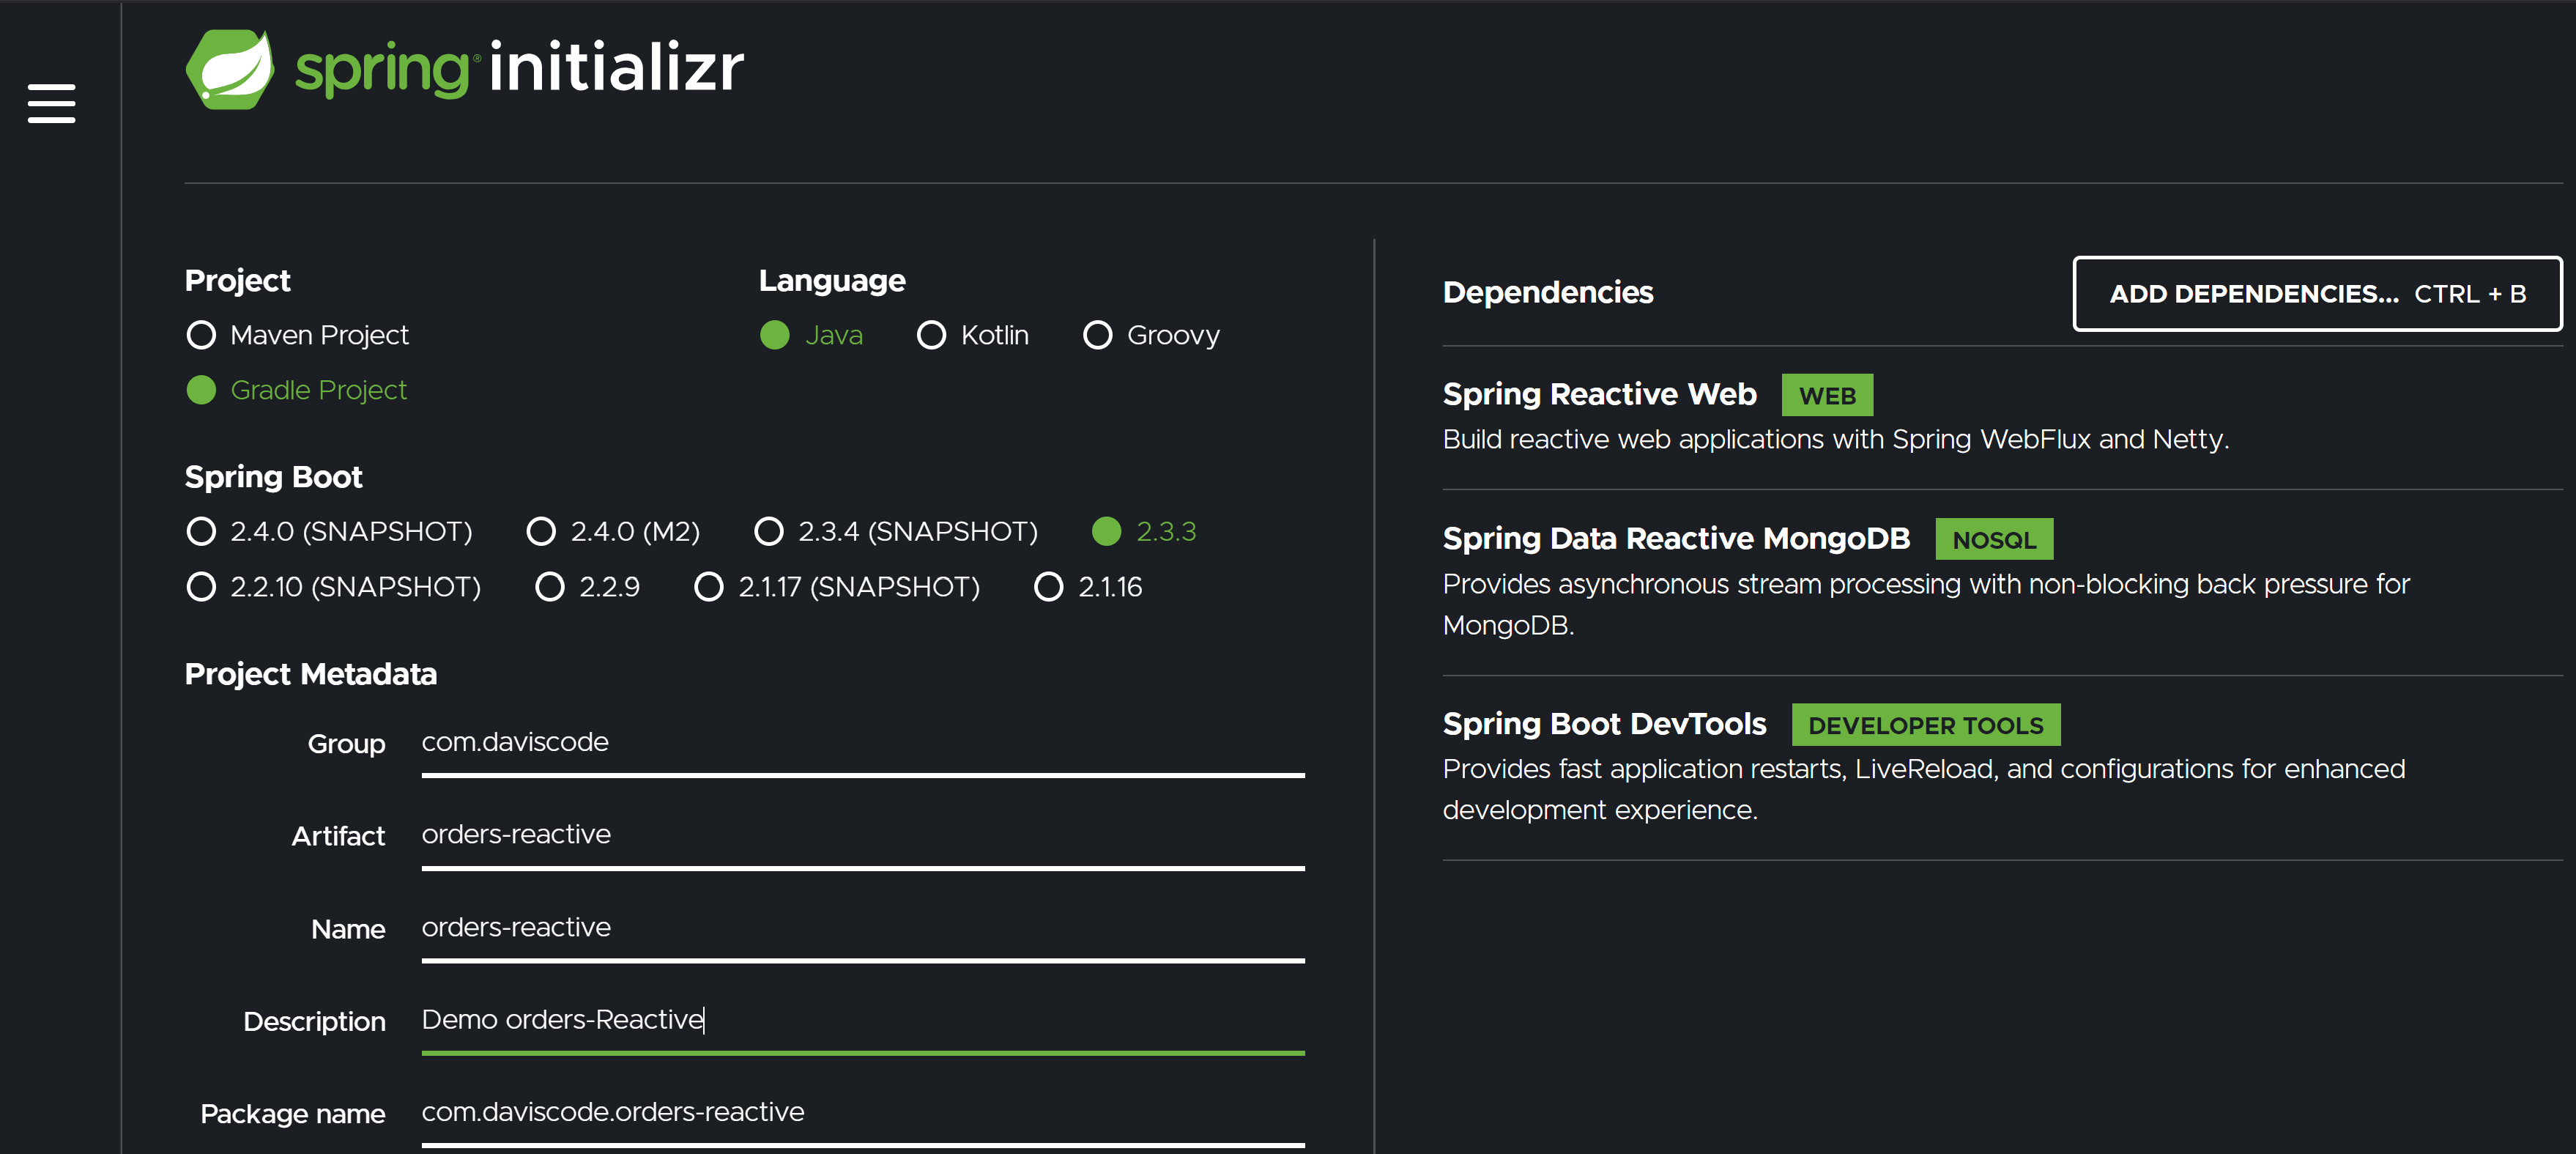 spring® initializr
Project
Maven Project
Gradle Project
Language
Java Kotlin Groovy
Spring Boot
2.4.0 (SNAPSHOT) 2.4.0 (M2) 2.3.4 (SNAPSHOT) 2.3.3
2.2.10 (SNAPSHOT) 2.2.9 2.1.17 (SNAPSHOT) 2.1.16
Project Metadata
Group com.daviscode
Artifact orders-reactive
Name orders-reactive
Description Demo orders-Reactive
Package name com.daviscode.orders-reactive
Dependencies
ADD DEPENDENCIES... CTRL + B
Spring Reactive Web WEB
Build reactive web applications with Spring WebFlux and Netty.
Spring Data Reactive MongoDB NOSQL
Provides asynchronous stream processing with non-blocking back pressure for
MongoDB.
Spring Boot DevTools DEVELOPER TOOLS
Provides fast application restarts, LiveReload, and configurations for enhanced
development experience.